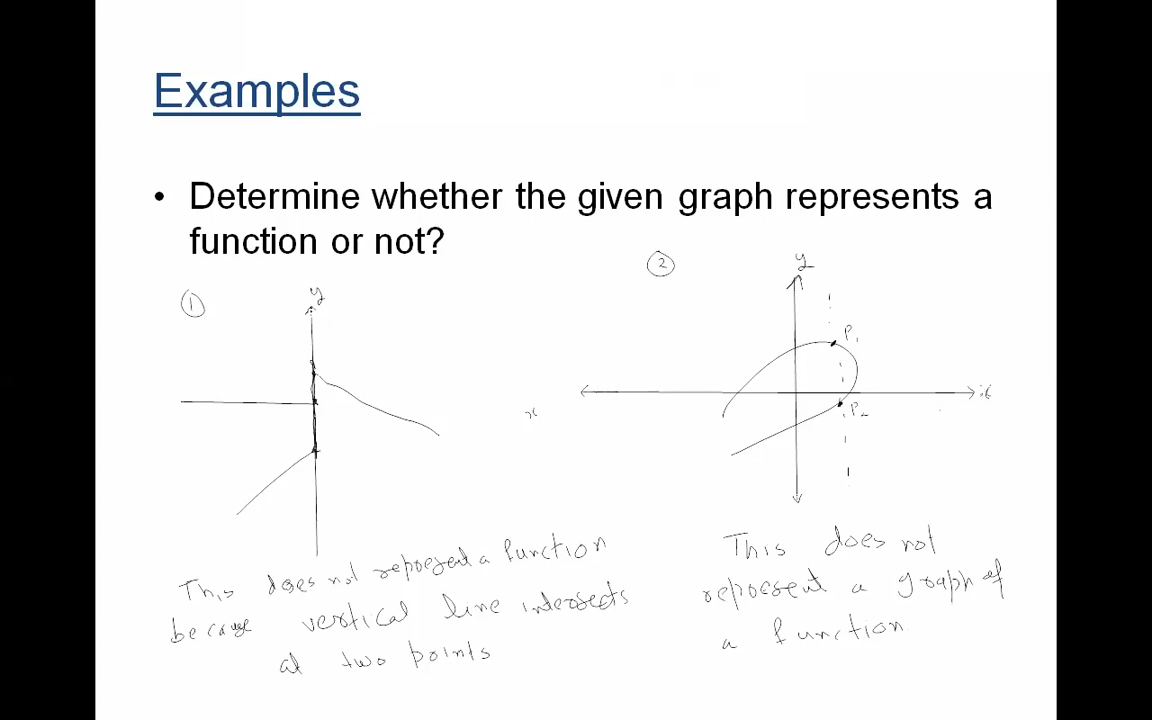 Examples
• Determine whether the given graph represents a
function or not?
①
y
x
This does not represent a function
because vertical line intersects
at two points
②
y
P₁
x
P₂
This does not
represent a graph of
a function